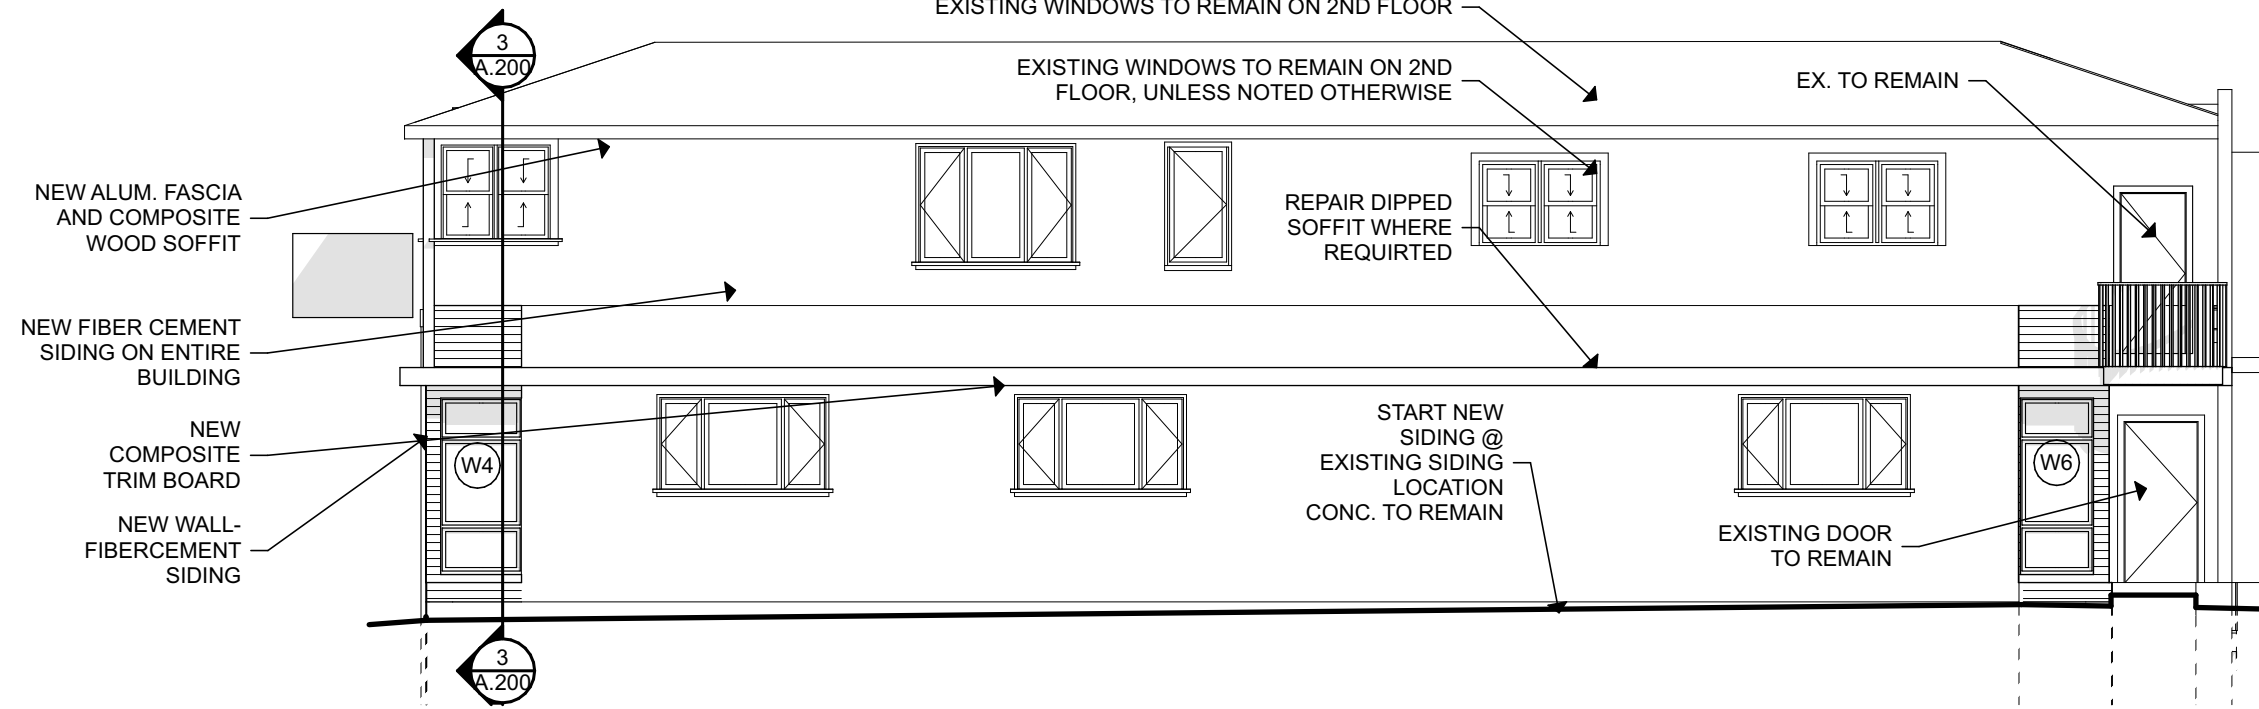 EXISTING WINDOWS TO REMAIN ON 2ND FLOOR
3
A.200
EXISTING WINDOWS TO REMAIN ON 2ND
FLOOR, UNLESS NOTED OTHERWISE
EX. TO REMAIN
NEW ALUM. FASCIA
AND COMPOSITE
WOOD SOFFIT
REPAIR DIPPED
SOFFIT WHERE
REQUIRTED
NEW FIBER CEMENT
SIDING ON ENTIRE
BUILDING
NEW
COMPOSITE
TRIM BOARD
START NEW
SIDING @
EXISTING SIDING
LOCATION
CONC. TO REMAIN
W4
W6
NEW WALL-
FIBERCEMENT
SIDING
EXISTING DOOR
TO REMAIN
3
A.200